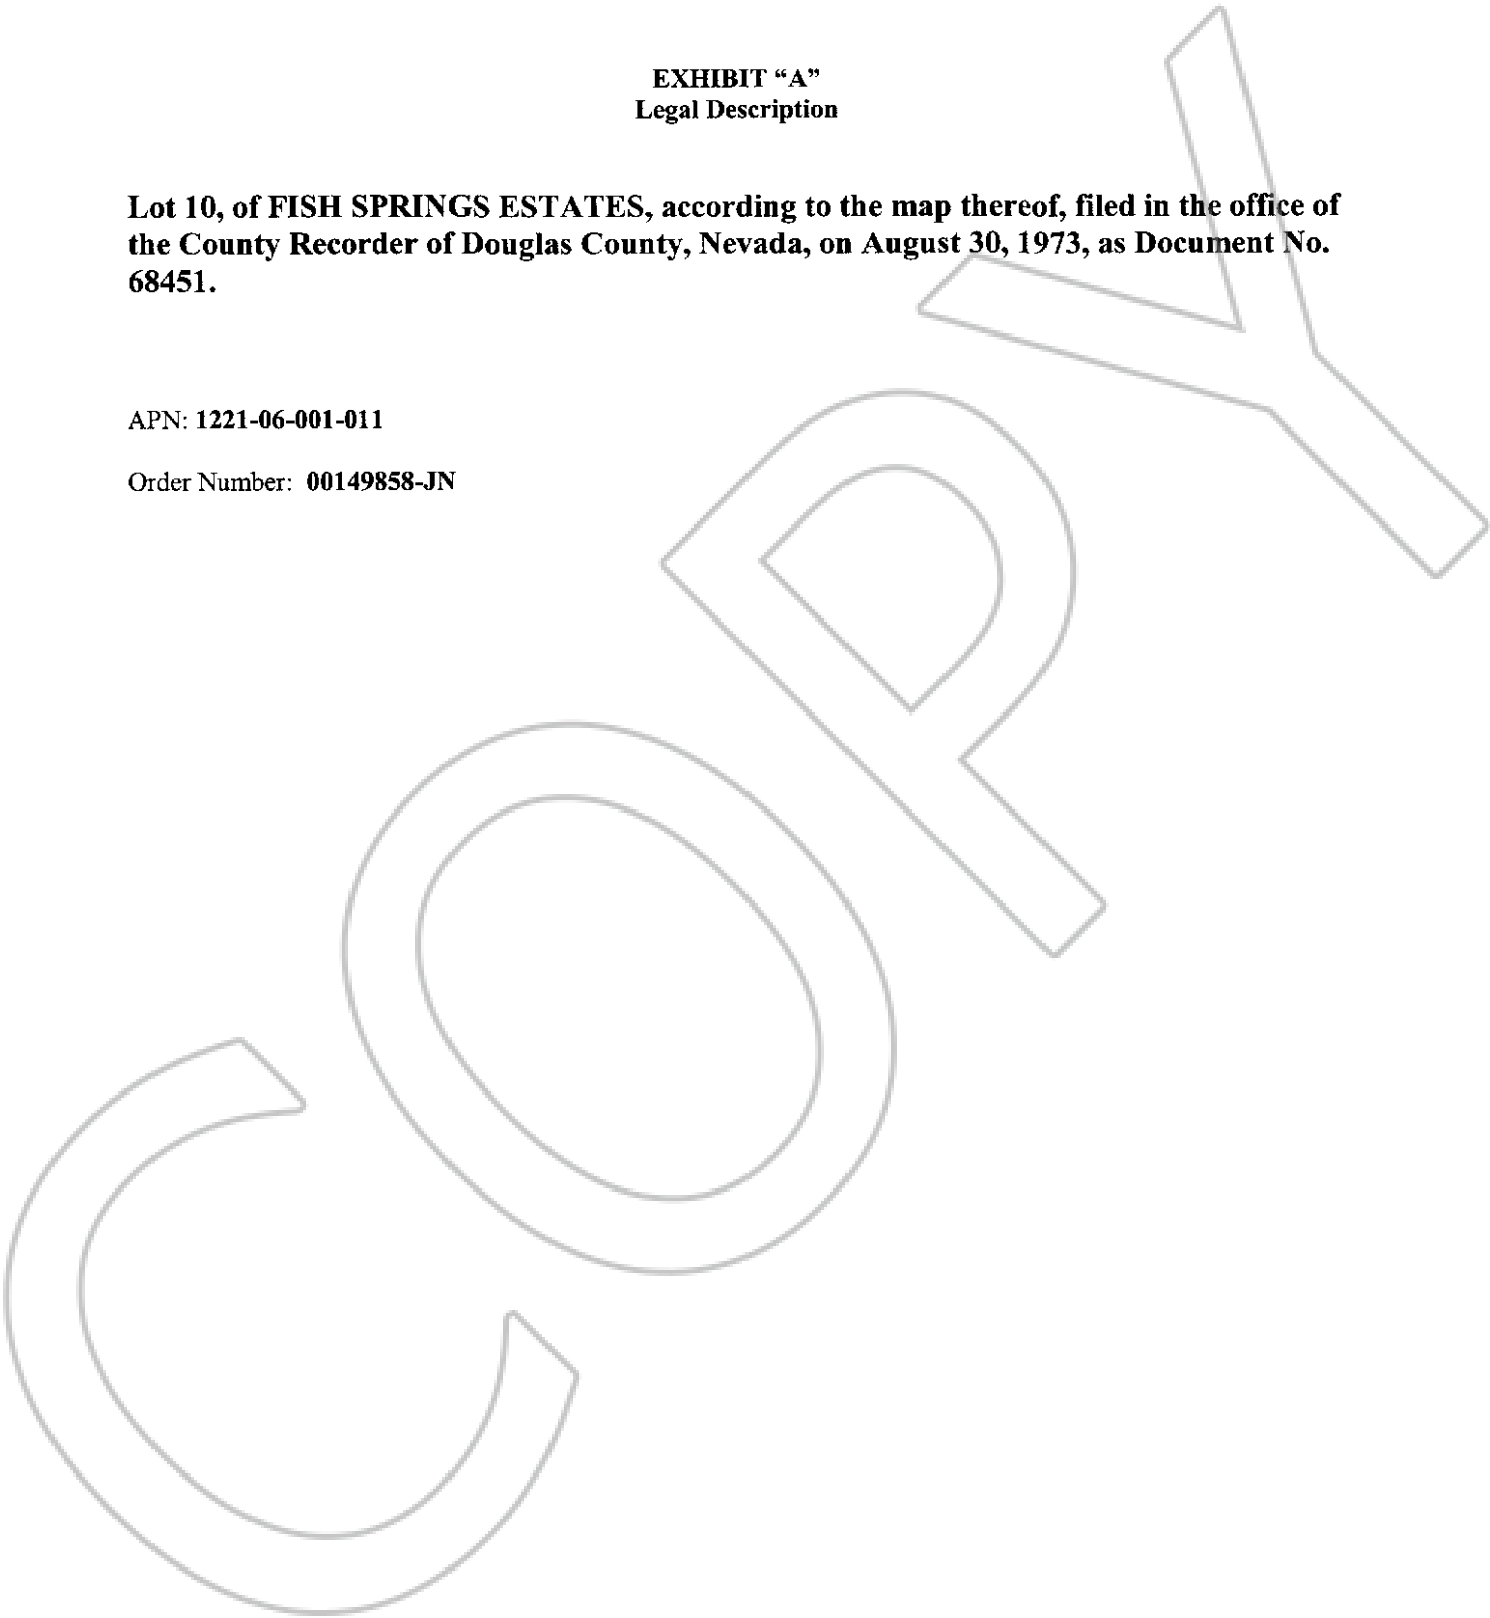 EXHIBIT “A”
Legal Description
Lot 10, of FISH SPRINGS ESTATES, according to the map thereof, filed in the office of
the County Recorder of Douglas County, Nevada, on August 30, 1973, as Document No.
68451.
APN: 1221-06-001-011
Order Number: 00149858-JN
COPY